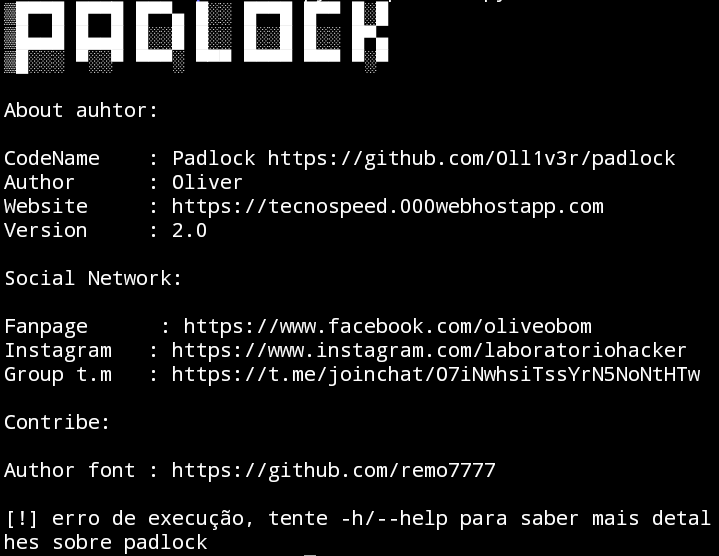 PADLOCK
About auhtor:
CodeName    : Padlock https://github.com/Oll1v3r/padlock
Author      : Oliver
Website     : https://tecnospeed.000webhostapp.com
Version     : 2.0
Social Network:
Fanpage      : https://www.facebook.com/oliveobom
Instagram   : https://www.instagram.com/laboratoriohacker
Group t.m   : https://t.me/joinchat/O7iNwhsiTssYrN5NoNtHTw
Contribe:
Author font : https://github.com/remo7777
[!] erro de execução, tente -h/--help para saber mais detal
hes sobre padlock